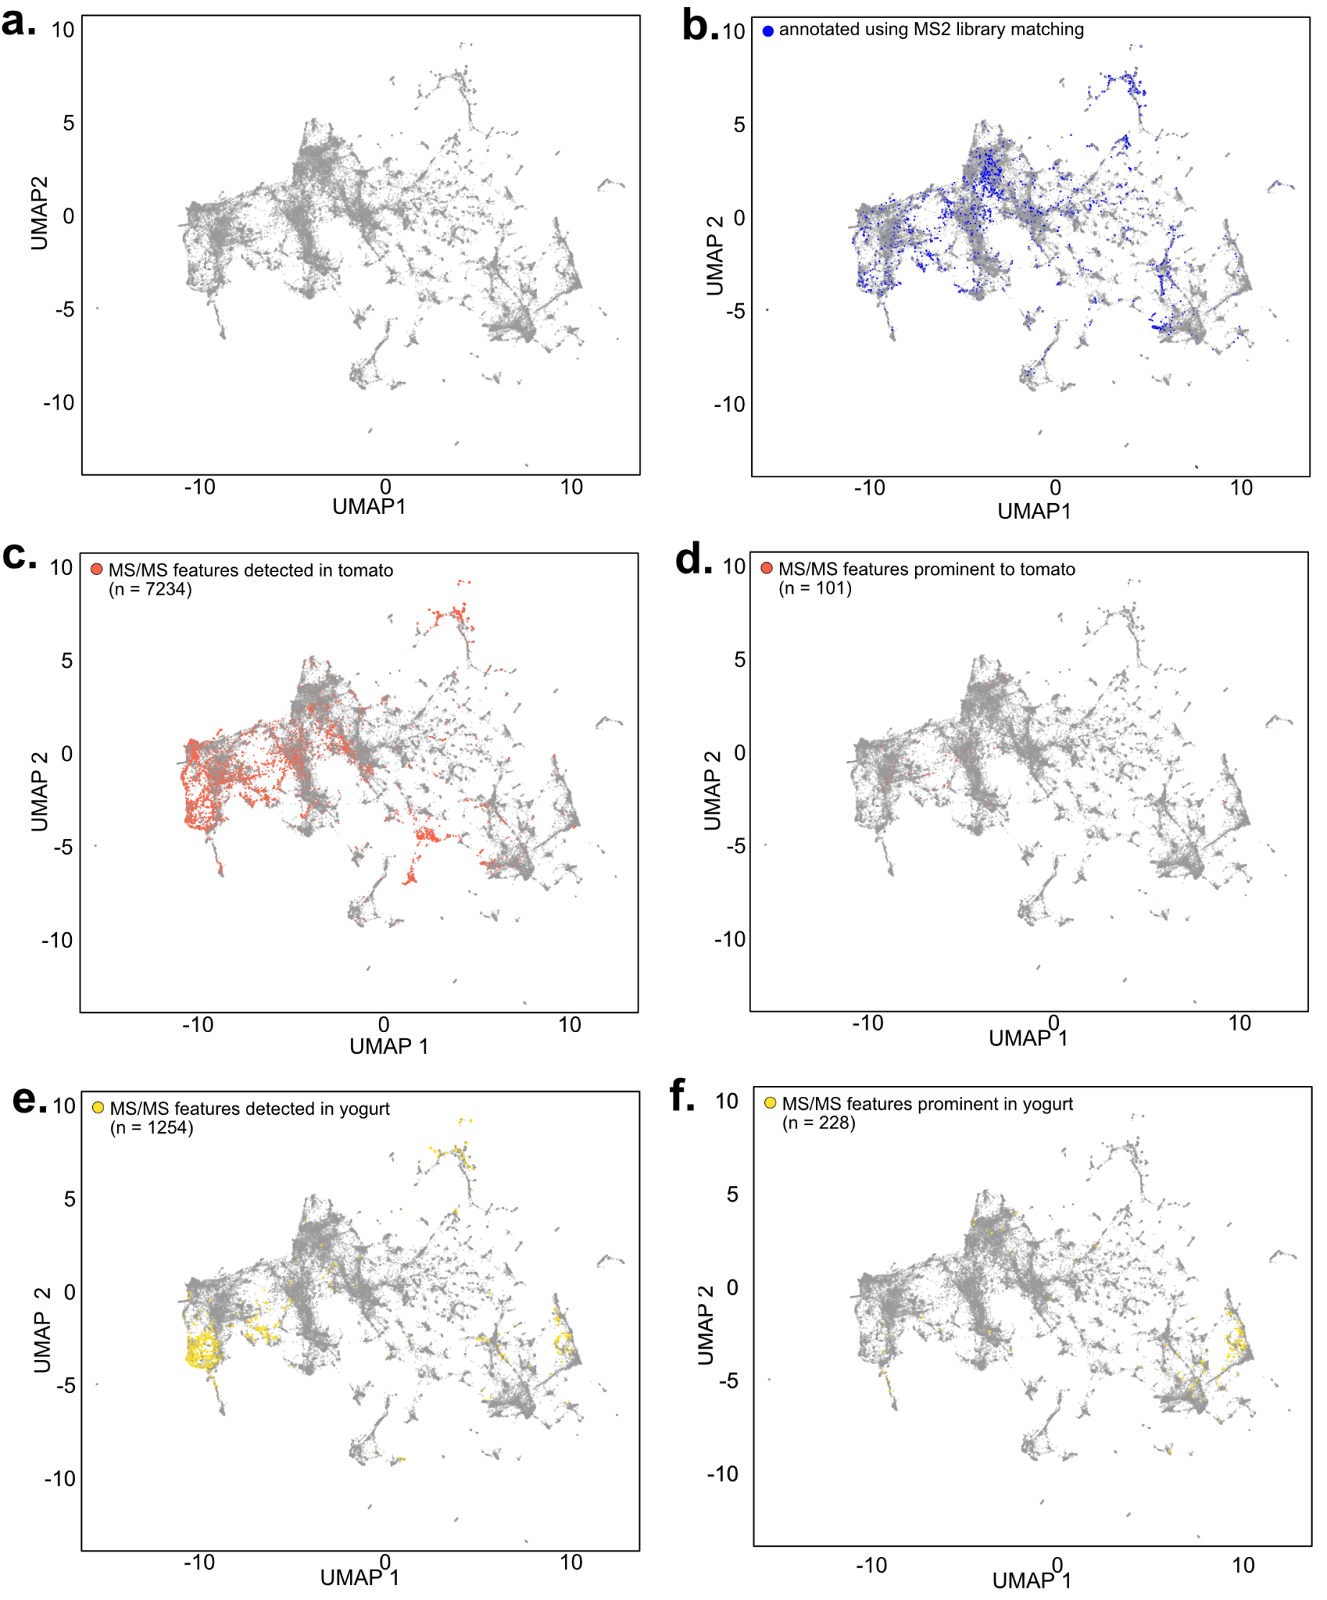 a.
10
5
0
-5
-10
UMAP2
-10
0
10
UMAP1
b.
10
5
0
-5
-10
UMAP 2
annotated using MS2 library matching
-10
0
10
UMAP1
c.
10
5
0
-5
-10
UMAP 2
MS/MS features detected in tomato
(n = 7234)
-10
0
10
UMAP 1
d.
10
5
0
-5
-10
UMAP 2
MS/MS features prominent to tomato
(n = 101)
-10
0
10
UMAP 1
e.
10
5
0
-5
-10
UMAP 2
MS/MS features detected in yogurt
(n = 1254)
-10
0
10
UMAP 1
f.
10
5
0
-5
-10
UMAP 2
MS/MS features prominent in yogurt
(n = 228)
-10
0
10
UMAP 1